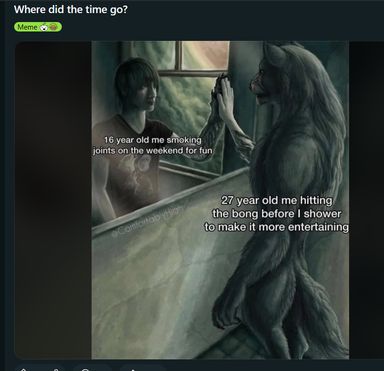 Where did the time go?
Meme
16 year old me smoking
joints on the weekend for fun
27 year old me hitting
the bong before I shower
to make it more entertaining
@ComfortablyHigh